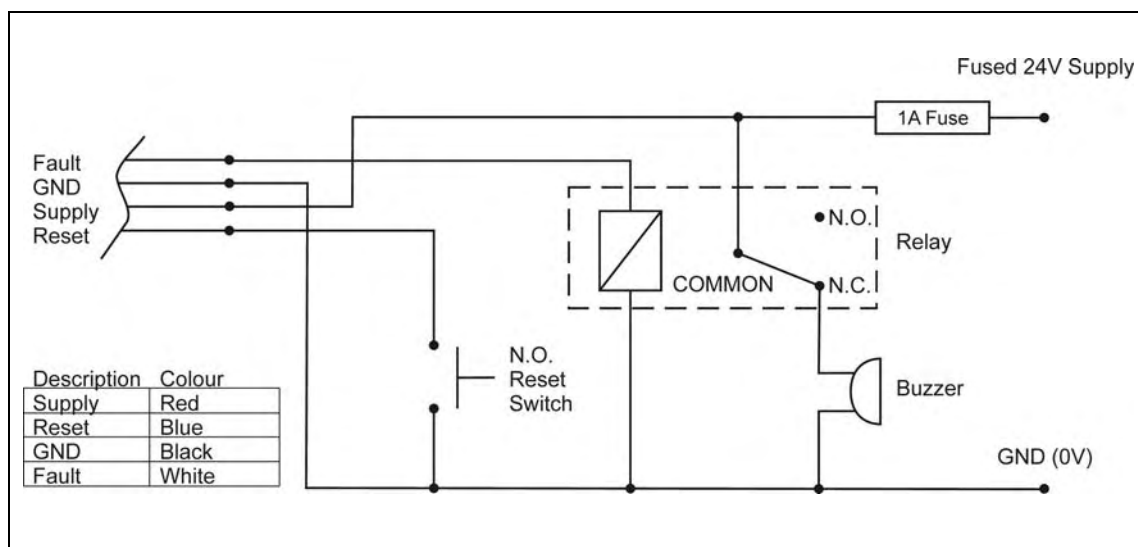 Fused 24V Supply
1A Fuse
Fault
GND
Supply
Reset
N.O.
Relay
COMMON
N.C.
N.O.
Reset
Switch
Buzzer
GND (0V)
Description Colour
Supply Red
Reset Blue
GND Black
Fault White